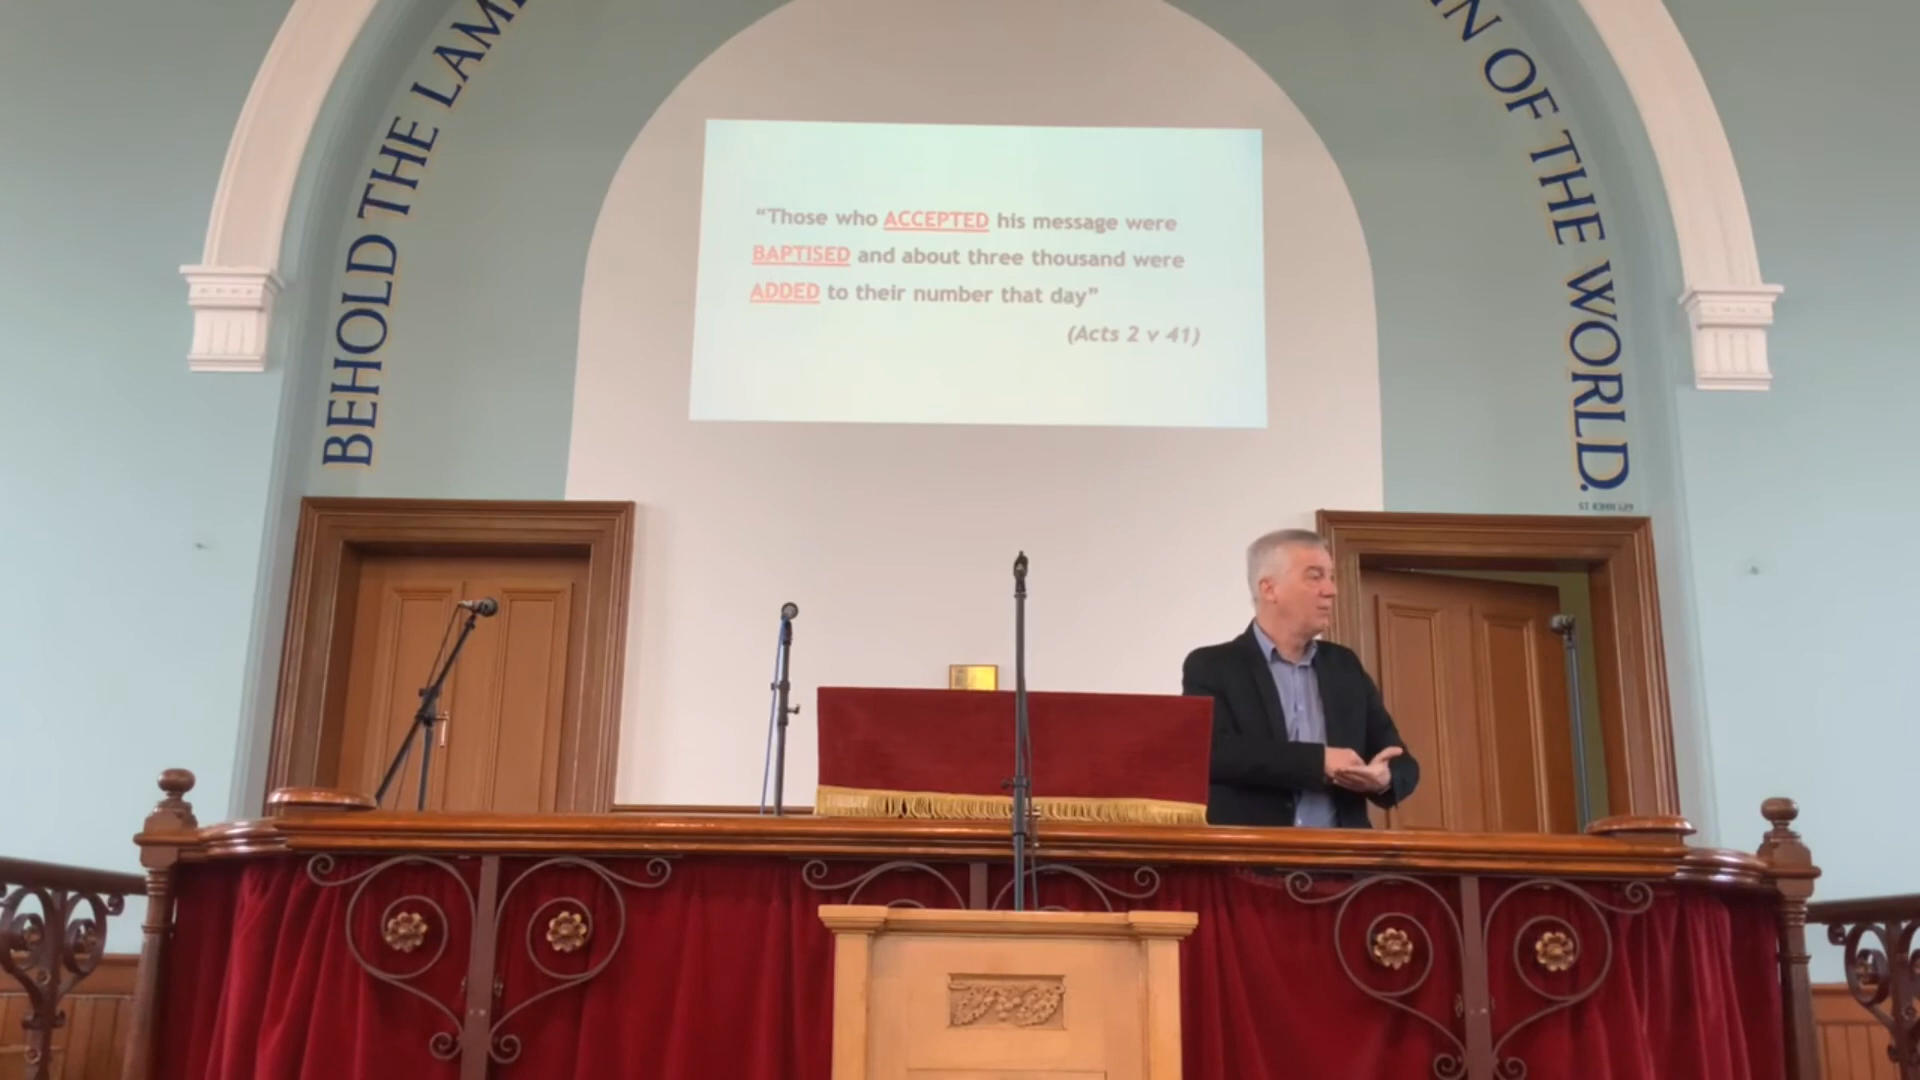 BEHOLD THE LAM
IN OF THE WORLD.
“Those who ACCEPTED his message were
BAPTISED and about three thousand were
ADDED to their number that day”
(Acts 2 v 41)